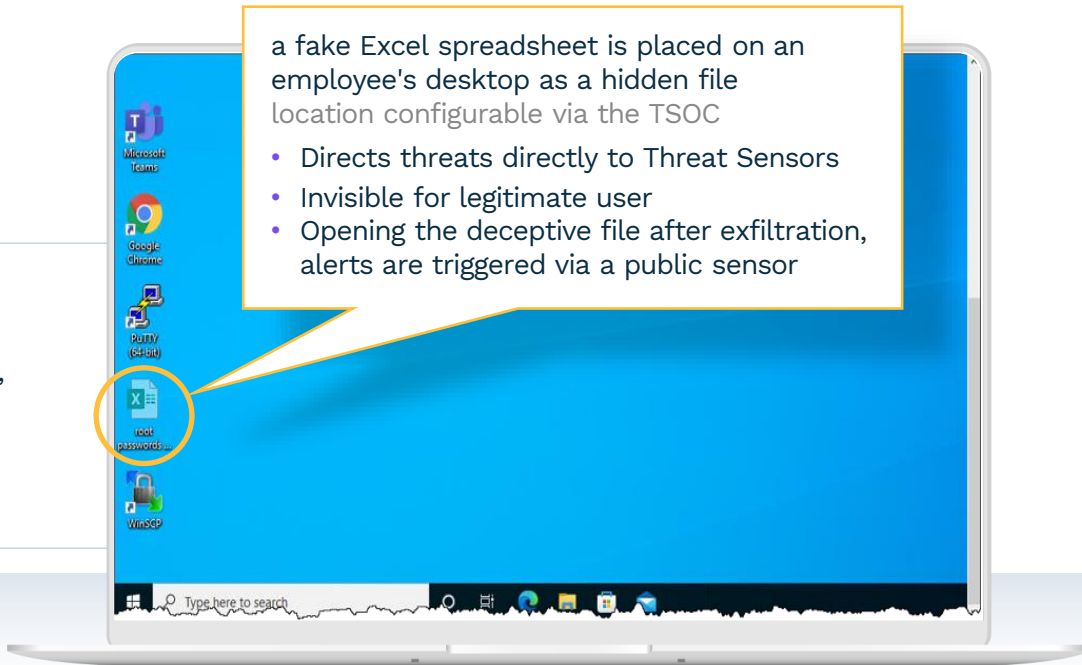 a fake Excel spreadsheet is placed on an
employee's desktop as a hidden file
location configurable via the TSOC
• Directs threats directly to Threat Sensors
• Invisible for legitimate user
• Opening the deceptive file after exfiltration,
alerts are triggered via a public sensor
Microsoft
Teams
Google
Chrome
PuTTY
(64-bit)
,
root
passwords ...
WinSCP
Type here to search